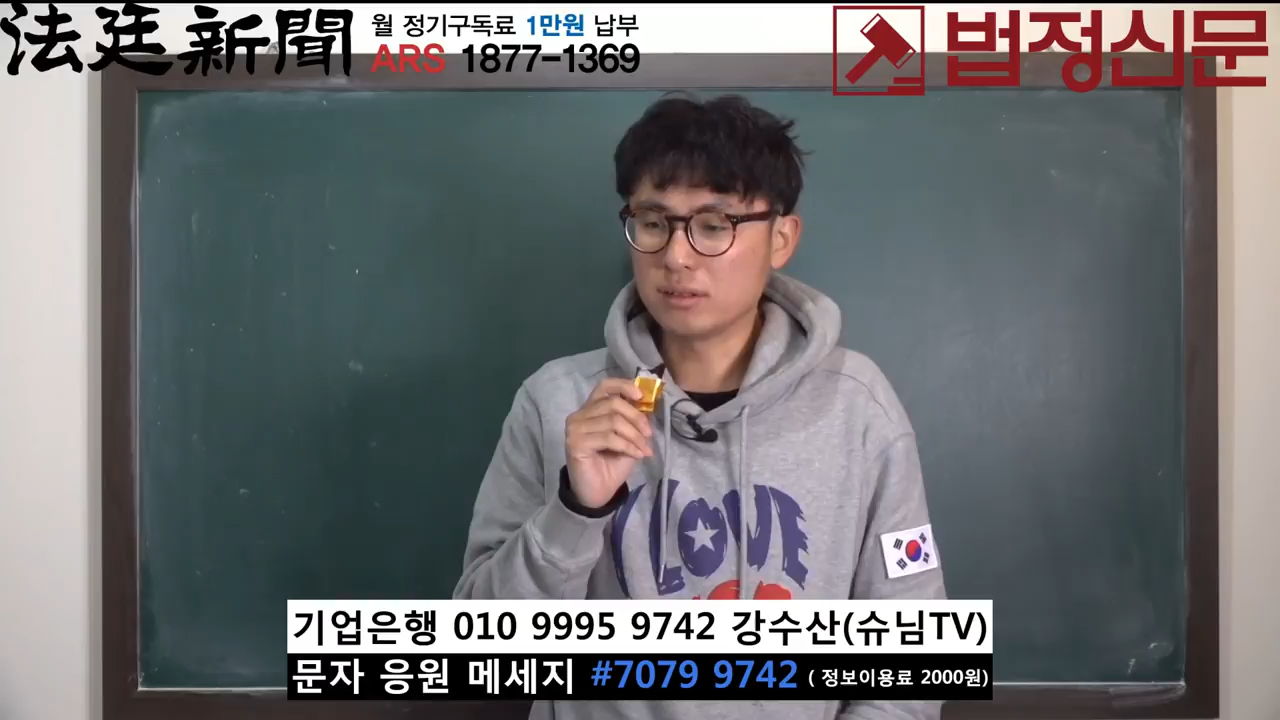 法廷新聞
월 정기구독료 1만원 납부
ARS 1877-1369
법정신문
I LOVE
기업은행 010 9995 9742 강수산(슈님TV)
문자 응원 메세지 #7079 9742 ( 정보이용료 2000원)